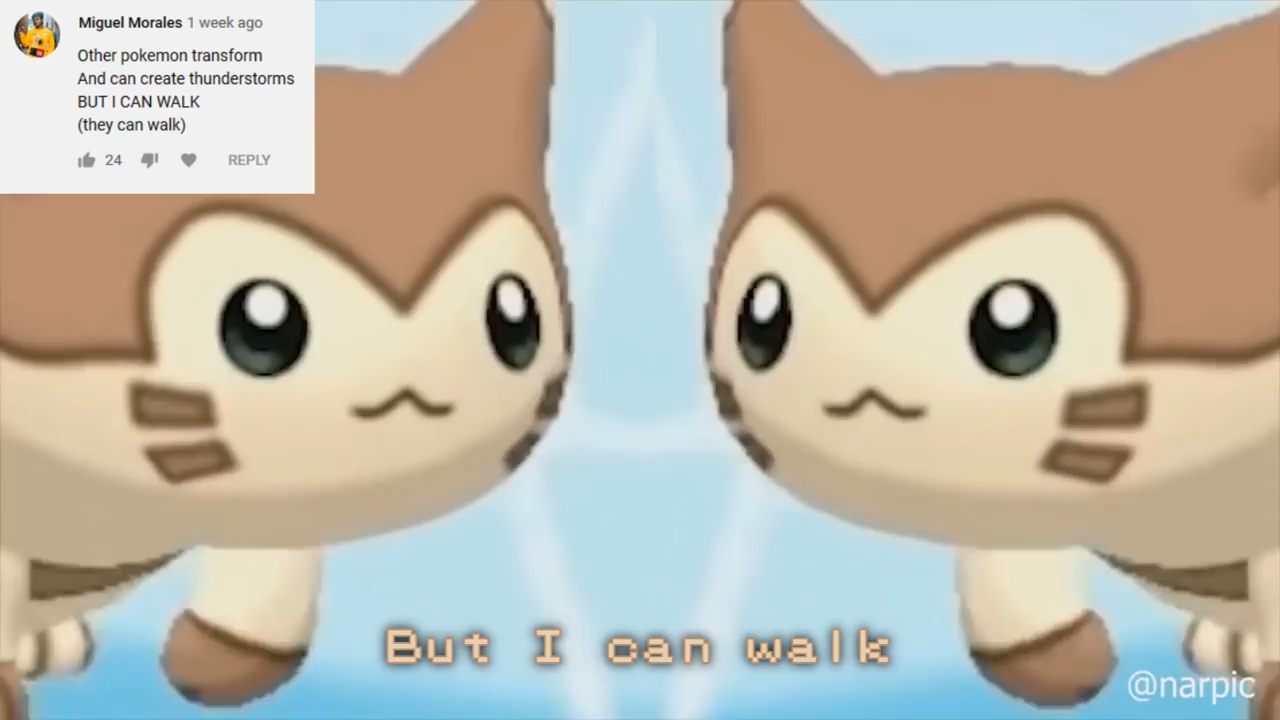 Miguel Morales 1 week ago
Other pokemon transform
And can create thunderstorms
BUT I CAN WALK
(they can walk)
24 REPLY
But I can walk
@narpic